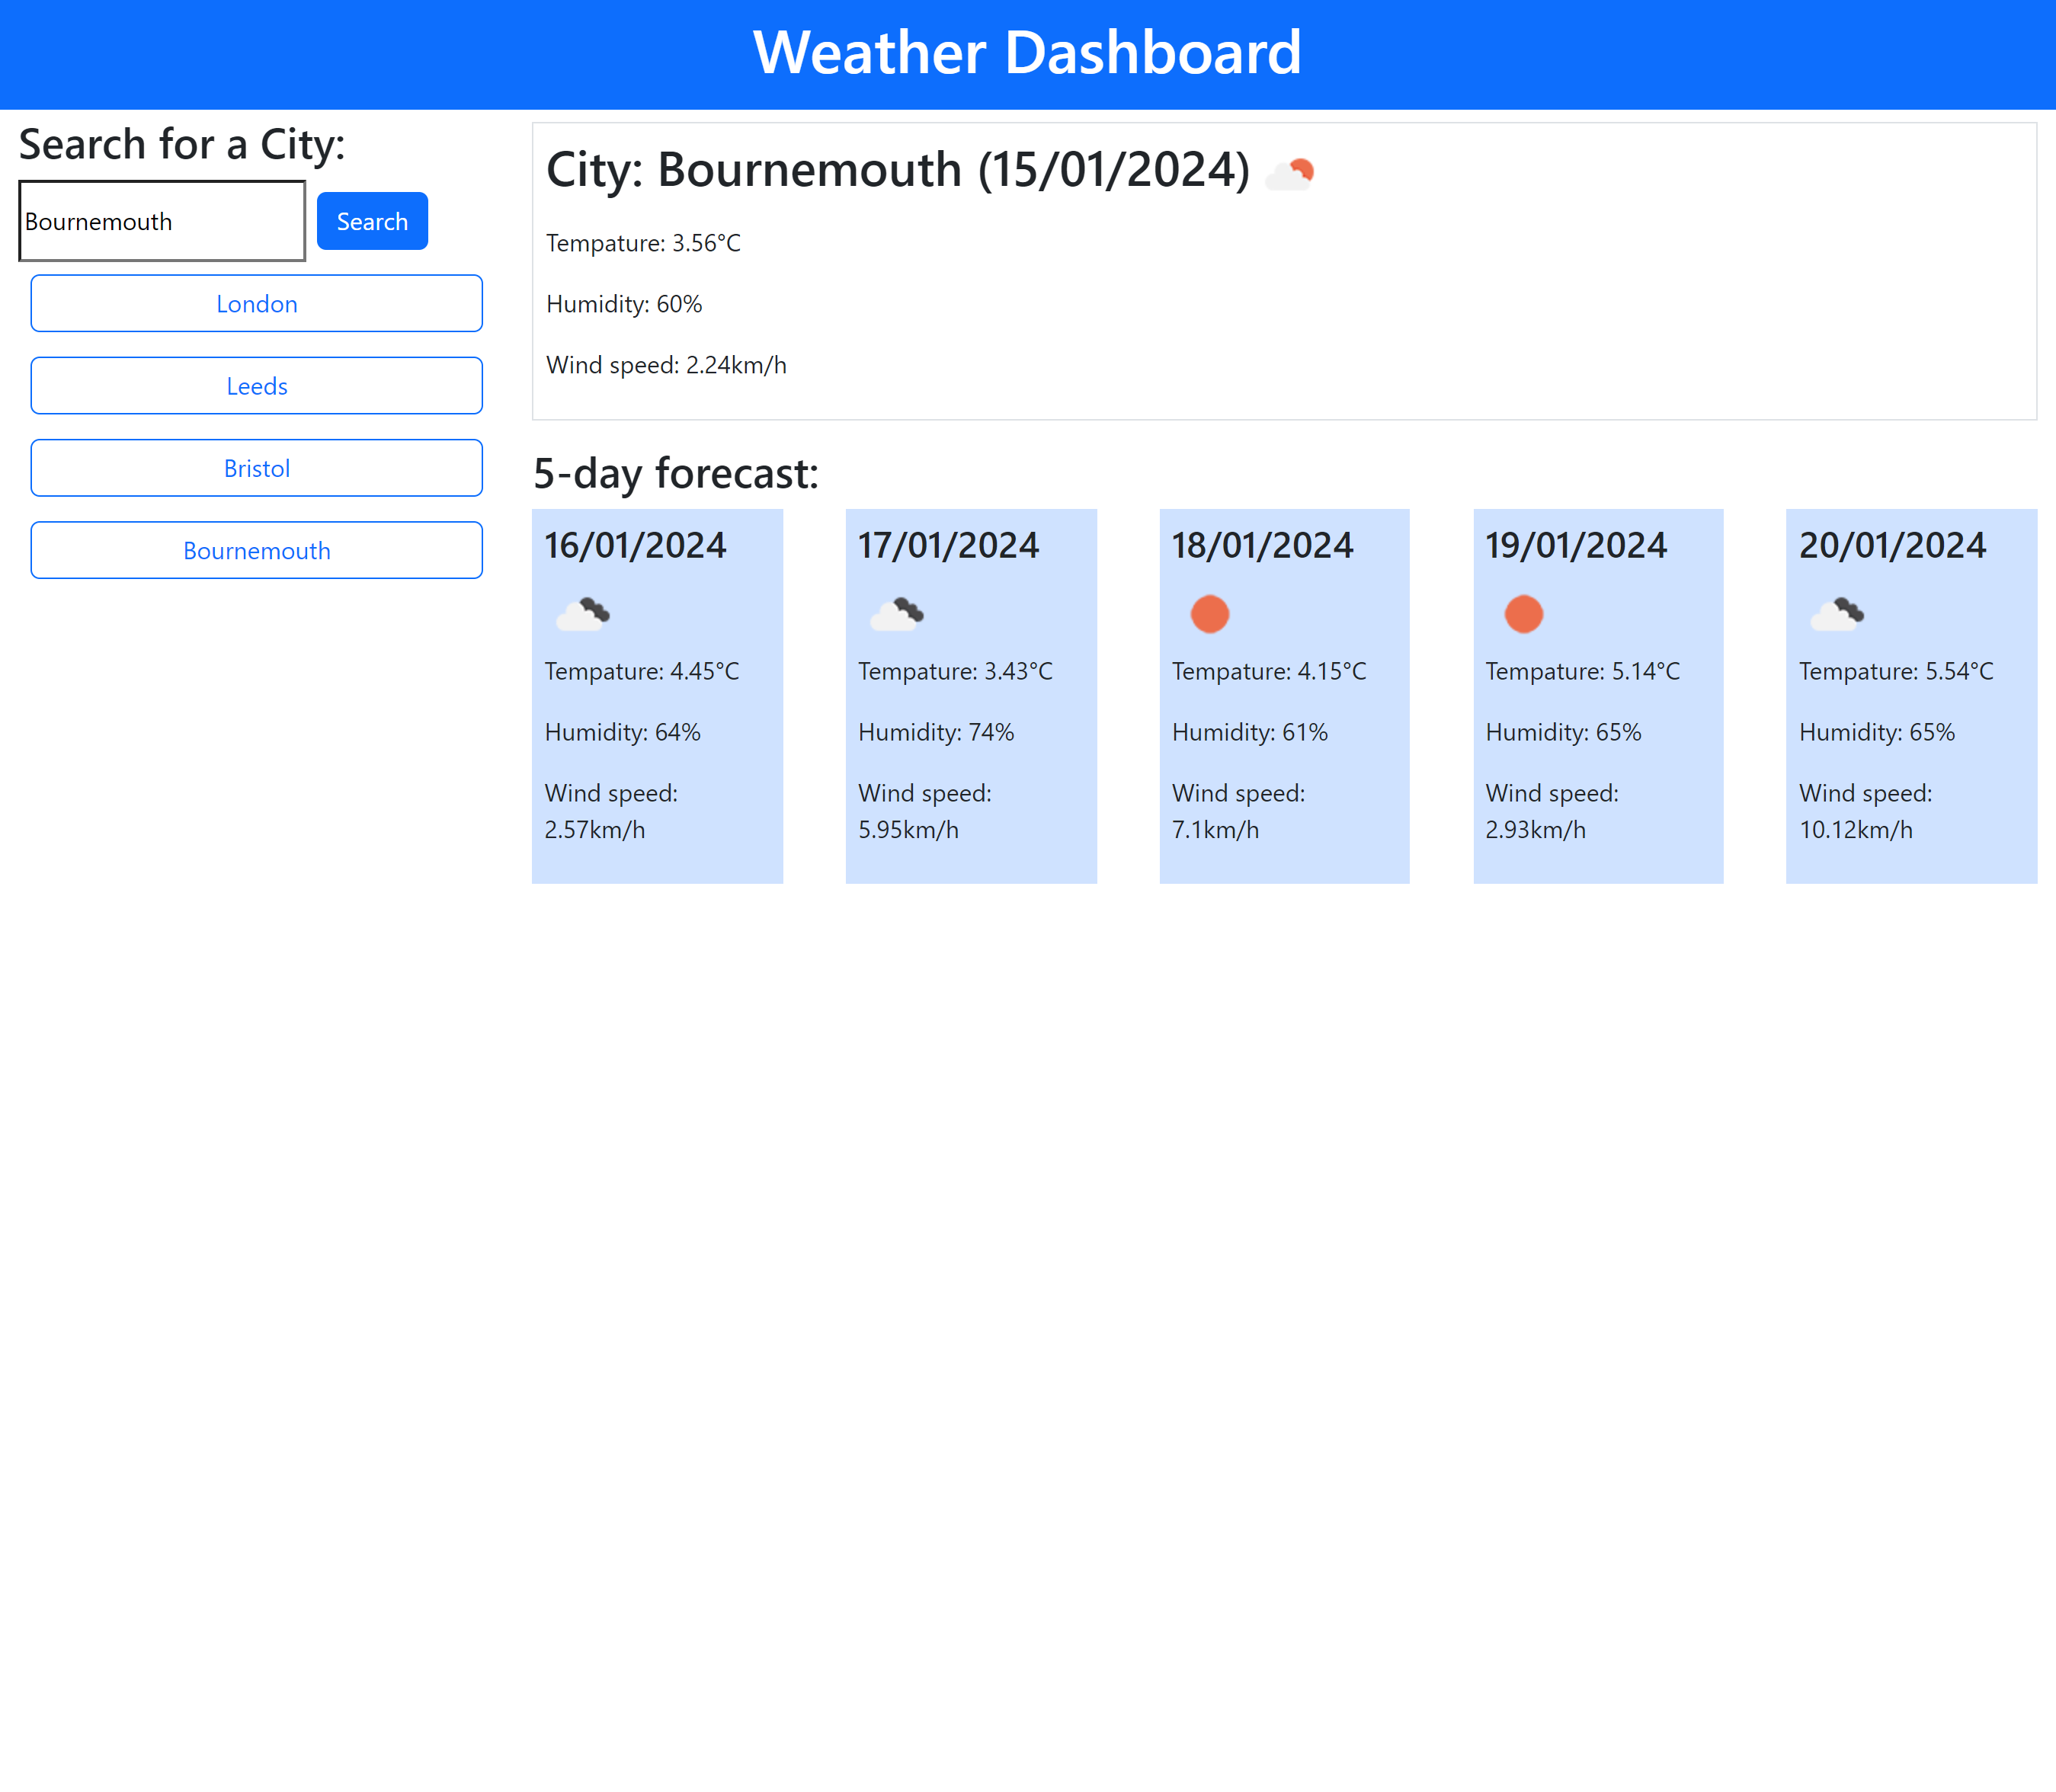 Weather Dashboard
Search for a City:
Bournemouth
Search
London
Leeds
Bristol
Bournemouth
City: Bournemouth (15/01/2024)
Tempature: 3.56°C
Humidity: 60%
Wind speed: 2.24km/h
5-day forecast:
16/01/2024
Tempature: 4.45°C
Humidity: 64%
Wind speed:
2.57km/h
17/01/2024
Tempature: 3.43°C
Humidity: 74%
Wind speed:
5.95km/h
18/01/2024
Tempature: 4.15°C
Humidity: 61%
Wind speed:
7.1km/h
19/01/2024
Tempature: 5.14°C
Humidity: 65%
Wind speed:
2.93km/h
20/01/2024
Tempature: 5.54°C
Humidity: 65%
Wind speed:
10.12km/h